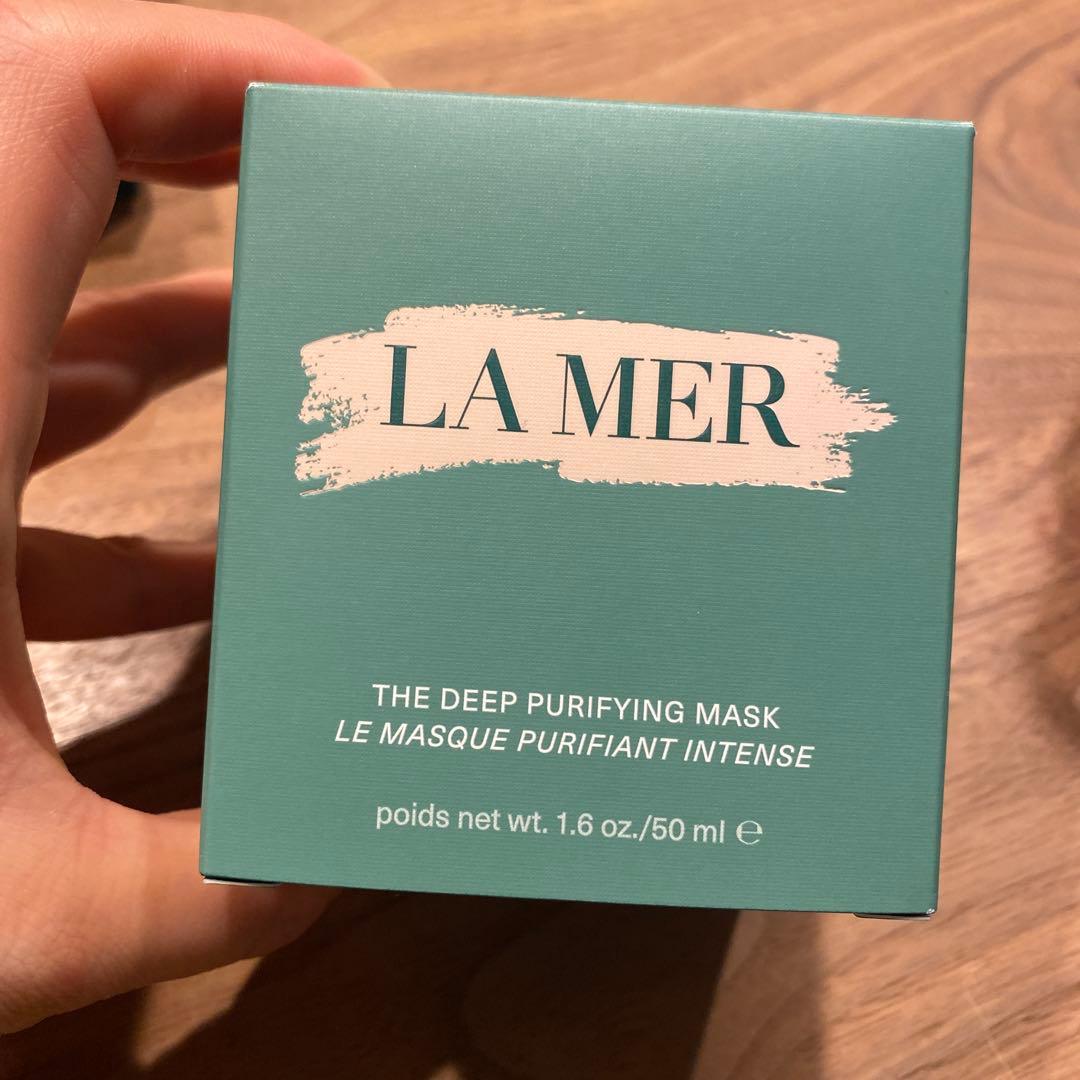 LA MER
THE DEEP PURIFYING MASK
LE MASQUE PURIFIANT INTENSE
poids net wt. 1.6 oz./50 ml ℮